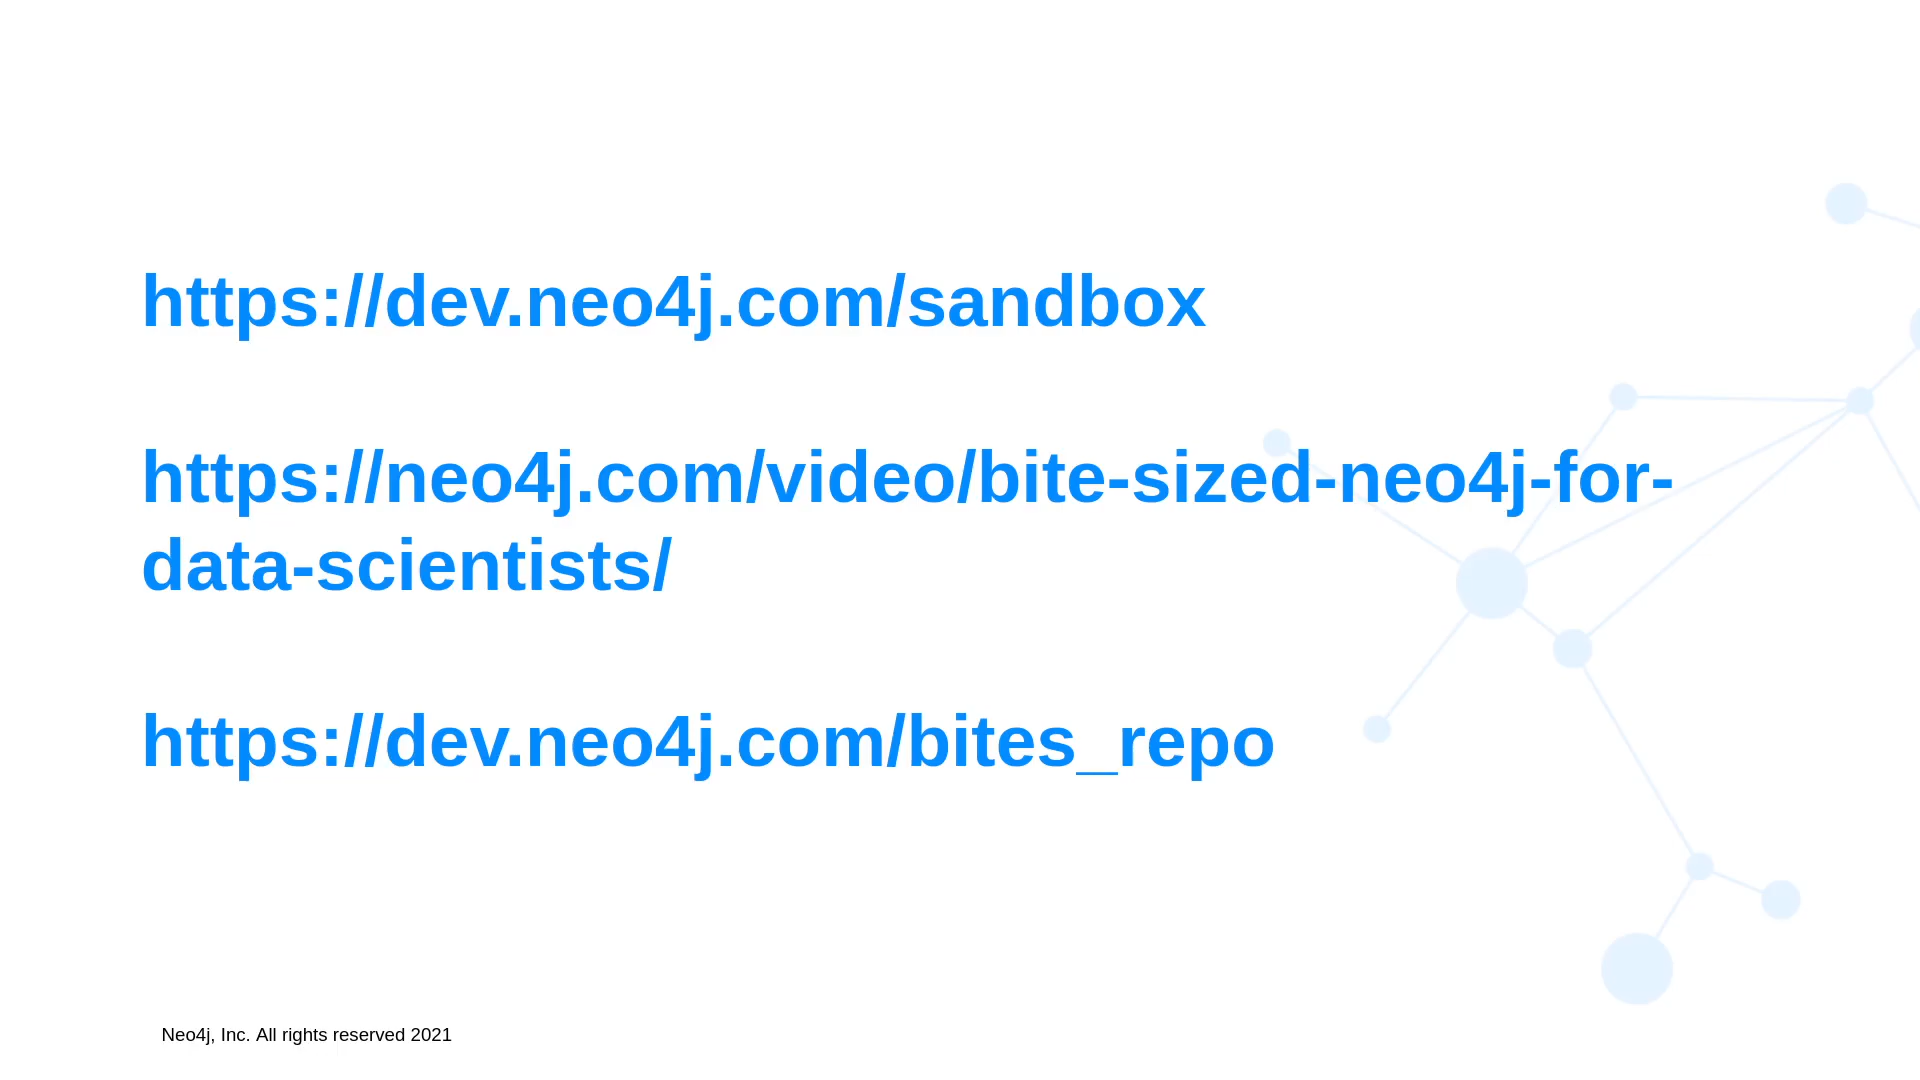 https://dev.neo4j.com/sandbox
https://neo4j.com/video/bite-sized-neo4j-for-
data-scientists/
https://dev.neo4j.com/bites_repo
Neo4j, Inc. All rights reserved 2021